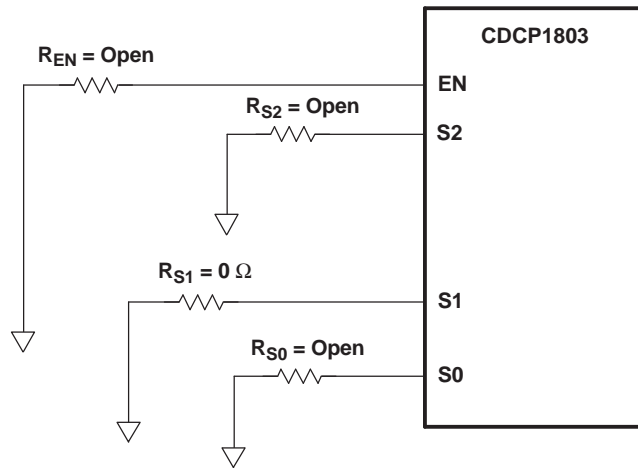 CDCP1803
R_EN = Open
EN
R_S2 = Open
S2
R_S1 = 0 Ω
S1
R_S0 = Open
S0